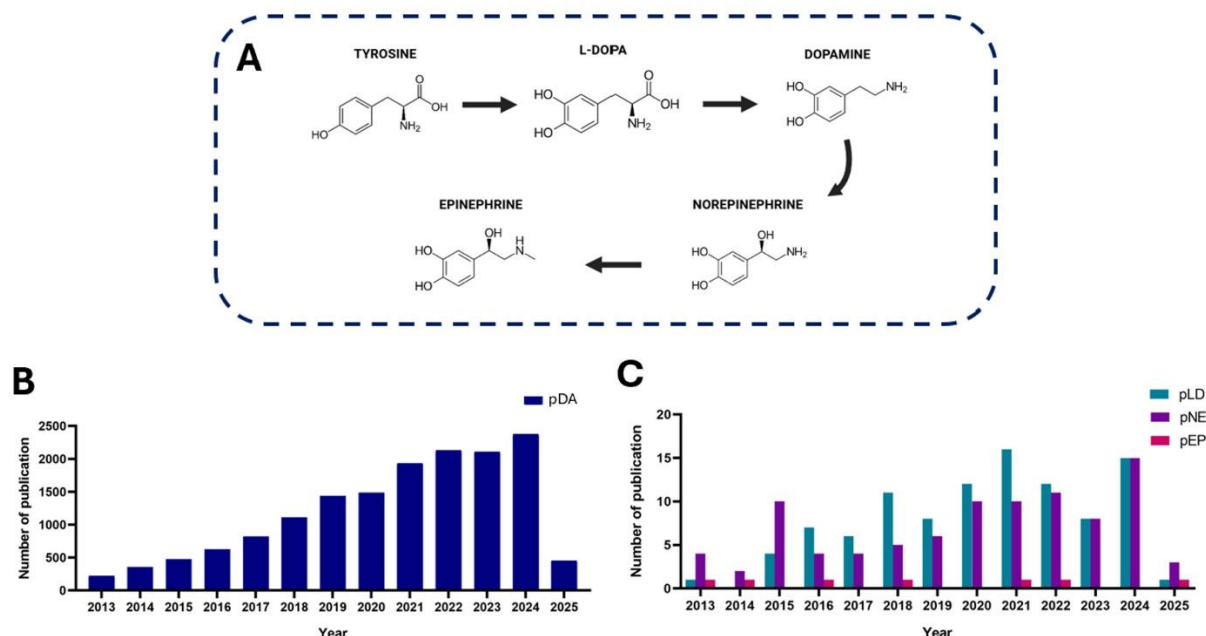 A
TYROSINE
L-DOPA
DOPAMINE
HO
O
OH
NH₂
HO
HO
O
OH
NH₂
HO
HO
NH₂
EPINEPHRINE
NOREPINEPHRINE
HO
HO
OH
H
N
HO
HO
OH
NH₂
B
pDA
Number of publication
2500
2000
1500
1000
500
0
2013 2014 2015 2016 2017 2018 2019 2020 2021 2022 2023 2024 2025
Year
C
pLD
pNE
pEP
Number of publication
20
15
10
5
0
2013 2014 2015 2016 2017 2018 2019 2020 2021 2022 2023 2024 2025
Year